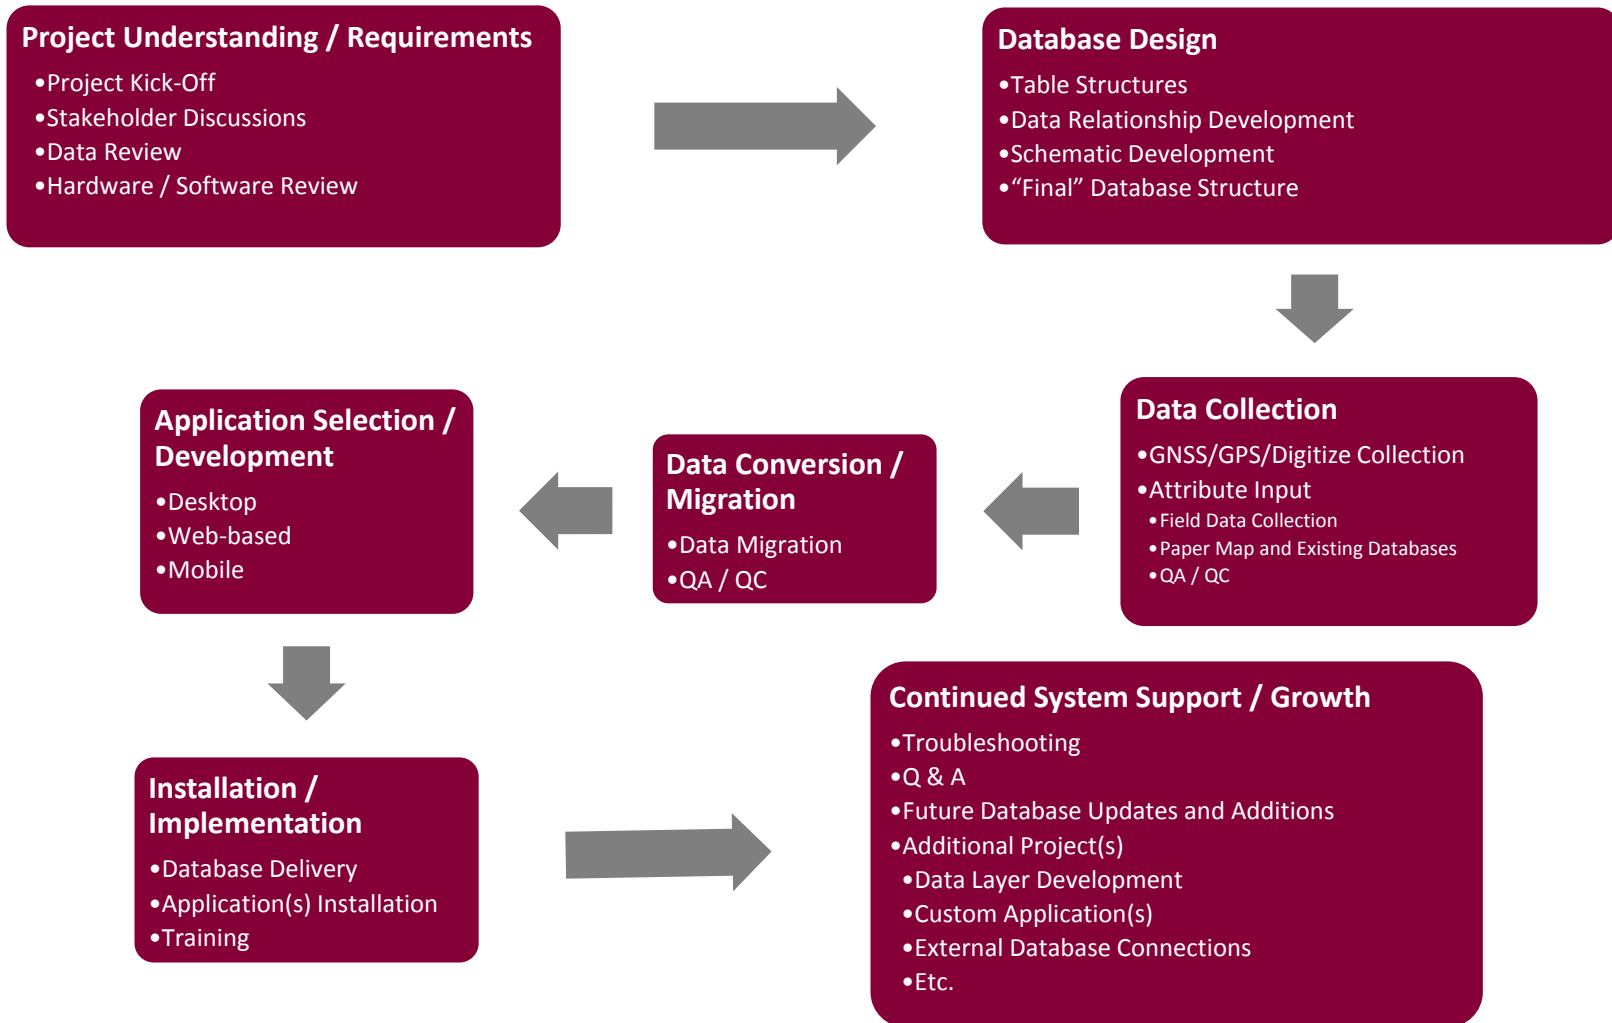 Project Understanding / Requirements
•Project Kick-Off
•Stakeholder Discussions
•Data Review
•Hardware / Software Review
Database Design
•Table Structures
•Data Relationship Development
•Schematic Development
•“Final” Database Structure
Data Collection
•GNSS/GPS/Digitize Collection
•Attribute Input
•Field Data Collection
•Paper Map and Existing Databases
•QA / QC
Data Conversion /
Migration
•Data Migration
•QA / QC
Application Selection /
Development
•Desktop
•Web-based
•Mobile
Installation /
Implementation
•Database Delivery
•Application(s) Installation
•Training
Continued System Support / Growth
•Troubleshooting
•Q & A
•Future Database Updates and Additions
•Additional Project(s)
•Data Layer Development
•Custom Application(s)
•External Database Connections
•Etc.